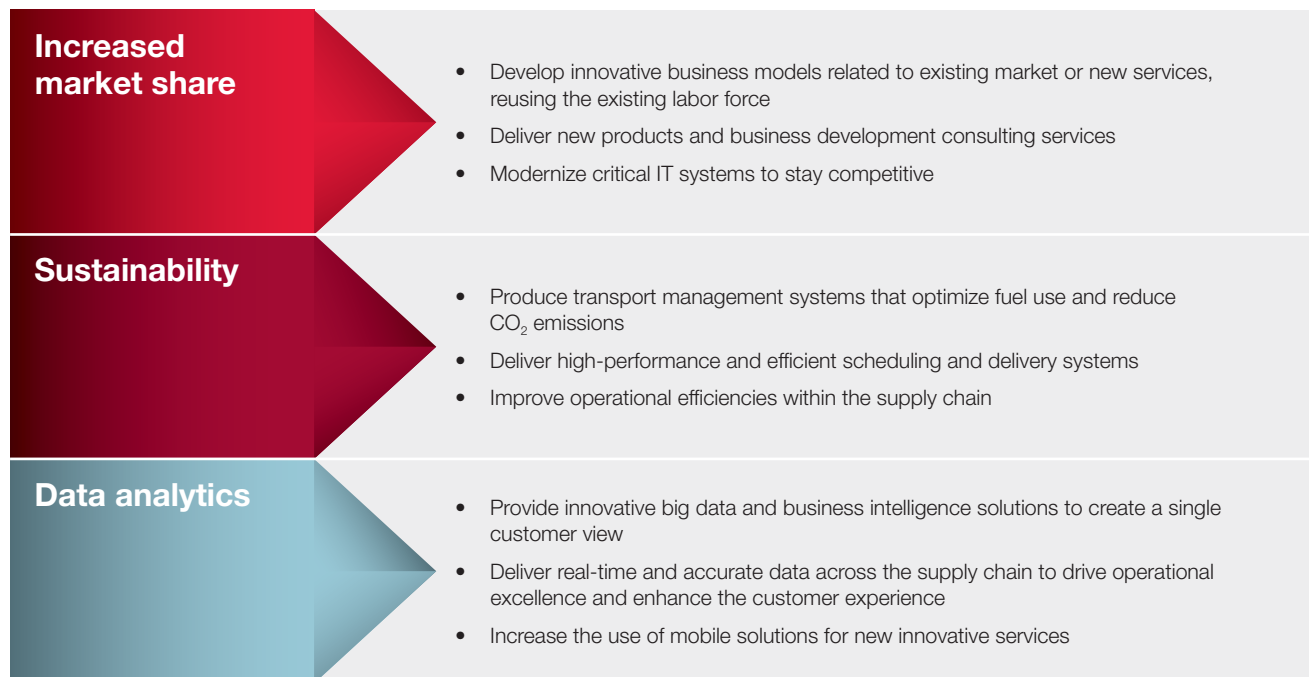 Increased
market share
• Develop innovative business models related to existing market or new services,
reusing the existing labor force
• Deliver new products and business development consulting services
• Modernize critical IT systems to stay competitive
Sustainability
• Produce transport management systems that optimize fuel use and reduce
CO₂ emissions
• Deliver high-performance and efficient scheduling and delivery systems
• Improve operational efficiencies within the supply chain
Data analytics
• Provide innovative big data and business intelligence solutions to create a single
customer view
• Deliver real-time and accurate data across the supply chain to drive operational
excellence and enhance the customer experience
• Increase the use of mobile solutions for new innovative services